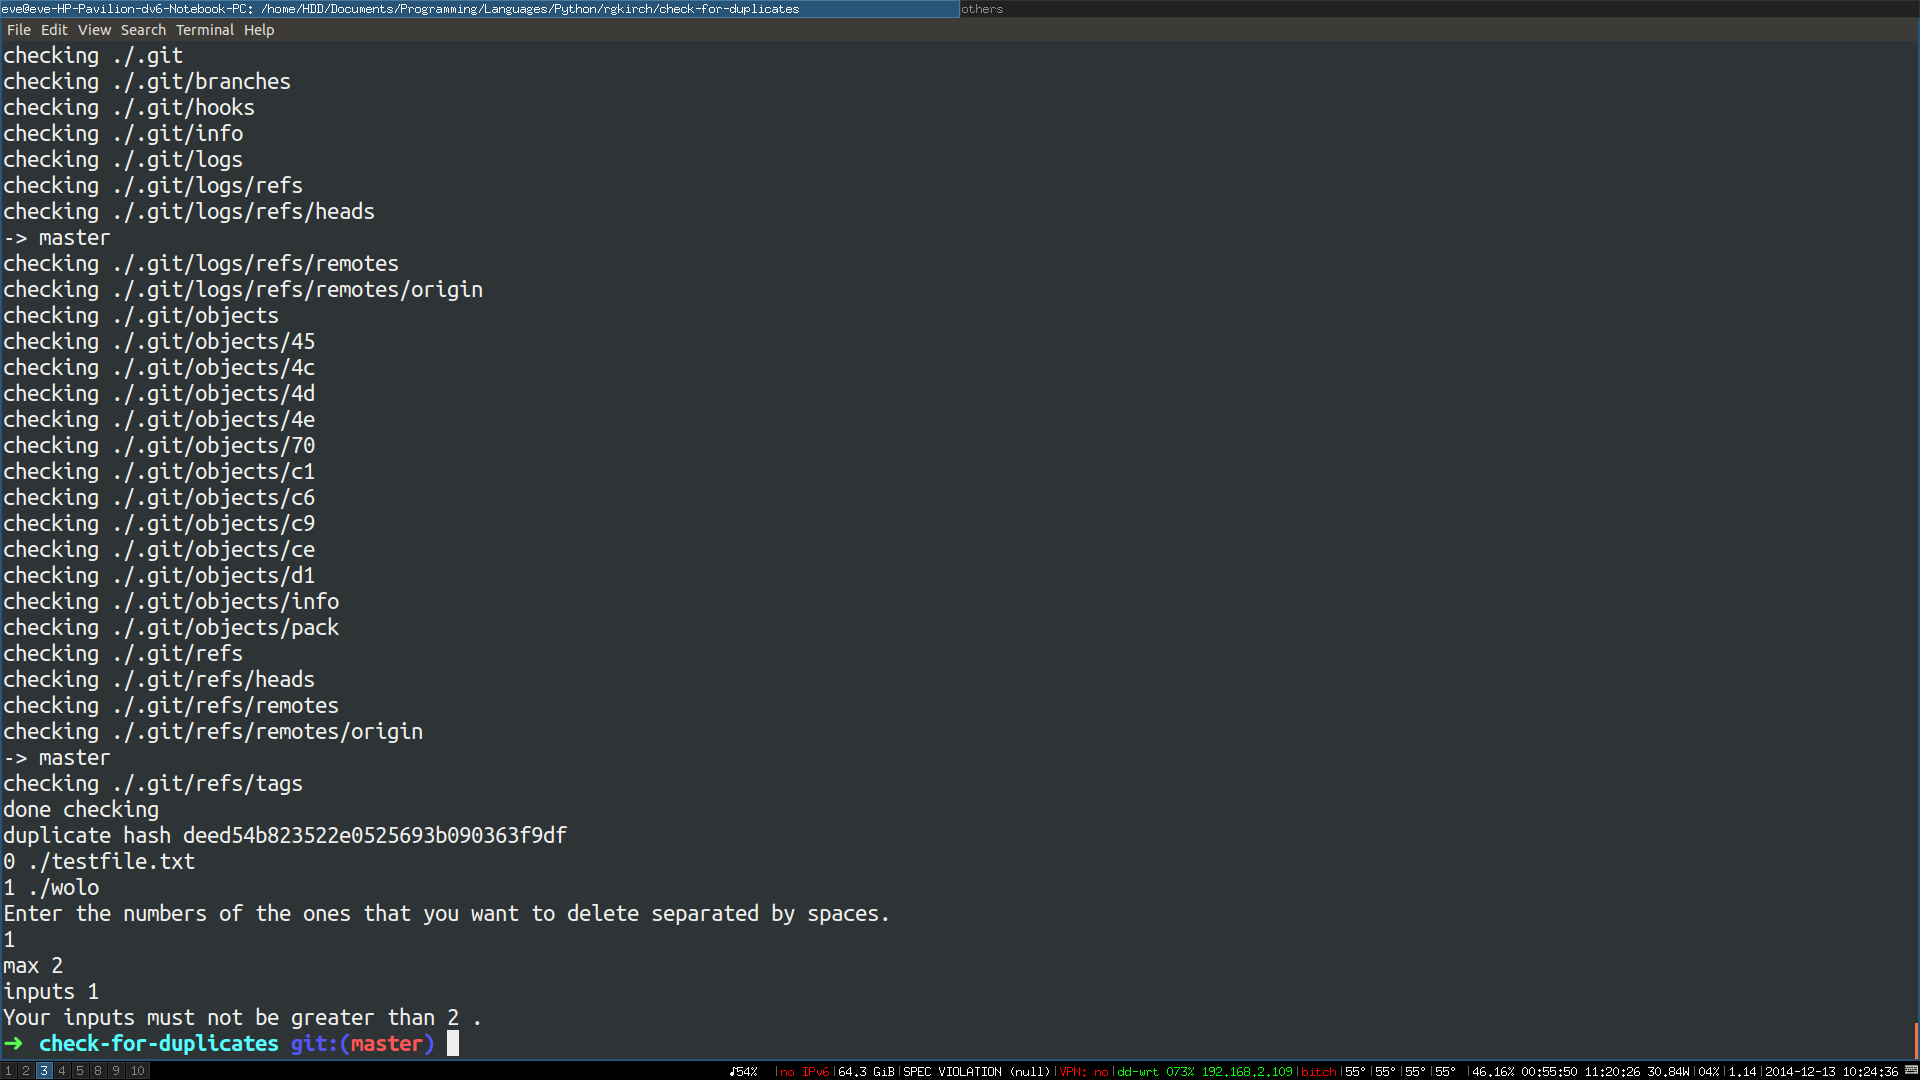 eve@eve-HP-Pavilion-dv6-Notebook-PC: /home/HDD/Documents/Programming/Languages/Python/rgkirch/check-for-duplicates others
File Edit View Search Terminal Help
checking ./.git
checking ./.git/branches
checking ./.git/hooks
checking ./.git/info
checking ./.git/logs
checking ./.git/logs/refs
checking ./.git/logs/refs/heads
-> master
checking ./.git/logs/refs/remotes
checking ./.git/logs/refs/remotes/origin
checking ./.git/objects
checking ./.git/objects/45
checking ./.git/objects/4c
checking ./.git/objects/4d
checking ./.git/objects/4e
checking ./.git/objects/70
checking ./.git/objects/c1
checking ./.git/objects/c6
checking ./.git/objects/c9
checking ./.git/objects/ce
checking ./.git/objects/d1
checking ./.git/objects/info
checking ./.git/objects/pack
checking ./.git/refs
checking ./.git/refs/heads
checking ./.git/refs/remotes
checking ./.git/refs/remotes/origin
-> master
checking ./.git/refs/tags
done checking
duplicate hash deed54b823522e0525693b090363f9df
0 ./testfile.txt
1 ./wolo
Enter the numbers of the ones that you want to delete separated by spaces.
1
max 2
inputs 1
Your inputs must not be greater than 2 .
➜ check-for-duplicates git:(master)
1 2 3 4 5 8 9 10 ♪54% |no IPv6|64.3 GiB|SPEC VIOLATION (null)|VPN: no|dd-wrt 073% 192.168.2.109|bitch|55°|55°|55°|55° |46.16% 00:55:50 11:20:26 30.84W|04%|1.14|2014-12-13 10:24:36